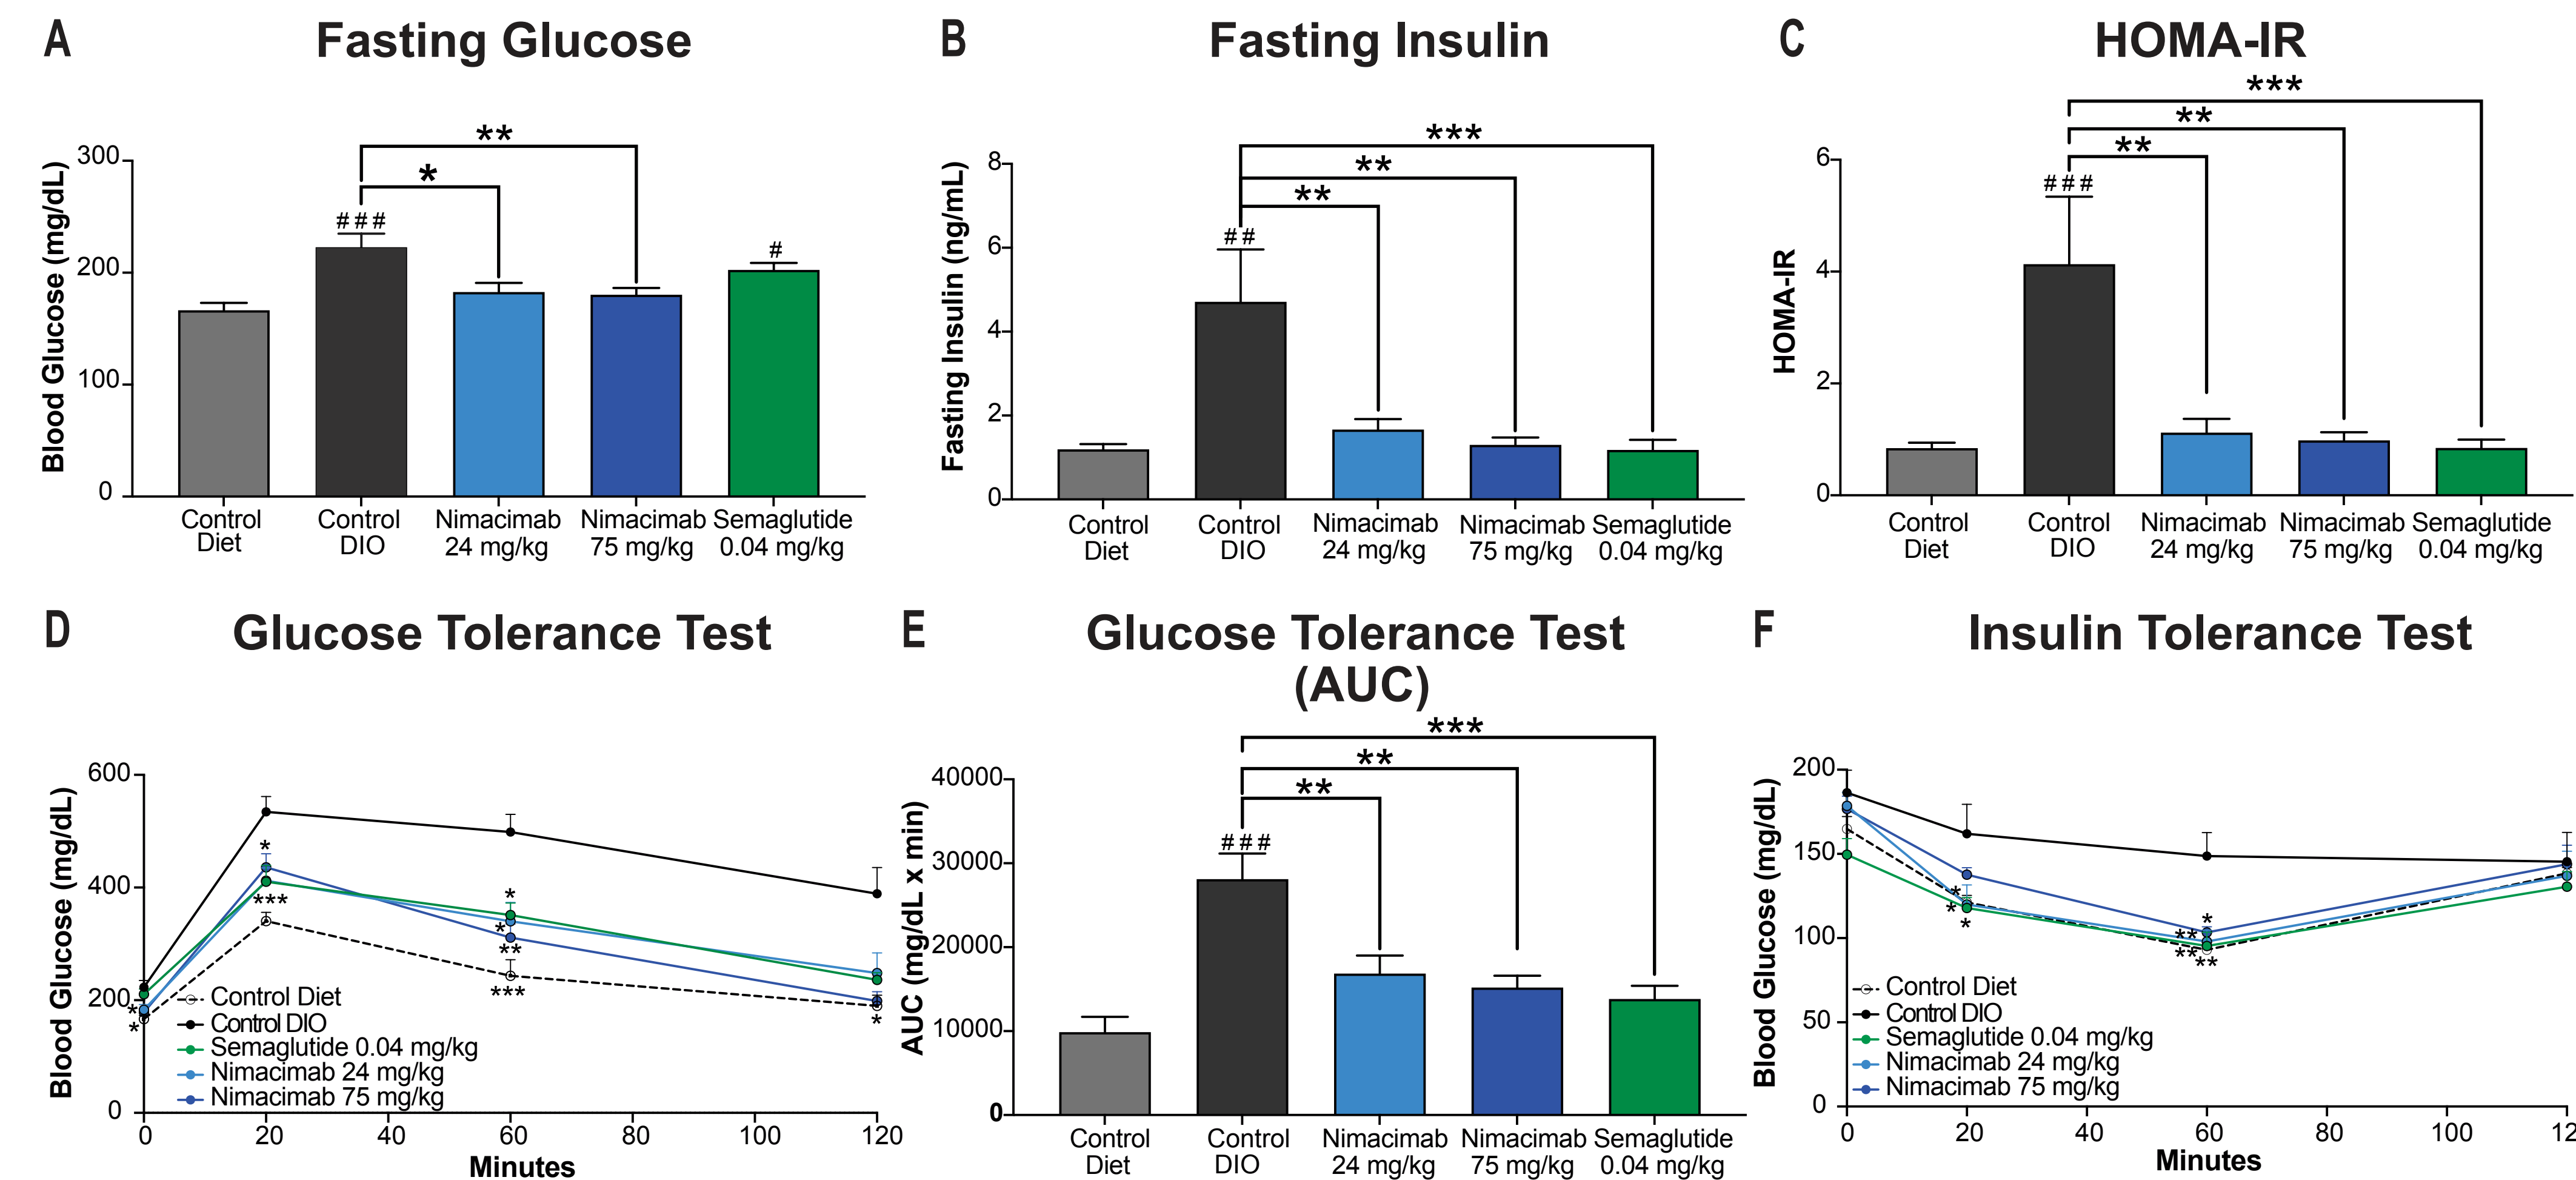 A
Fasting Glucose
Blood Glucose (mg/dL)
300
200
100
0
**
*
###
#
Control Diet
Control DIO
Nimacimab 24 mg/kg
Nimacimab 75 mg/kg
Semaglutide 0.04 mg/kg
B
Fasting Insulin
Fasting Insulin (ng/mL)
8
6
4
2
0
***
**
**
##
Control Diet
Control DIO
Nimacimab 24 mg/kg
Nimacimab 75 mg/kg
Semaglutide 0.04 mg/kg
C
HOMA-IR
HOMA-IR
6
4
2
0
***
**
**
###
Control Diet
Control DIO
Nimacimab 24 mg/kg
Nimacimab 75 mg/kg
Semaglutide 0.04 mg/kg
D
Glucose Tolerance Test
Blood Glucose (mg/dL)
600
400
200
0
*
***
*
*
**
***
*
*
*
Control Diet
Control DIO
Semaglutide 0.04 mg/kg
Nimacimab 24 mg/kg
Nimacimab 75 mg/kg
0 20 40 60 80 100 120
Minutes
E
Glucose Tolerance Test
(AUC)
AUC (mg/dL x min)
40000
30000
20000
10000
0
***
**
**
###
Control Diet
Control DIO
Nimacimab 24 mg/kg
Nimacimab 75 mg/kg
Semaglutide 0.04 mg/kg
F
Insulin Tolerance Test
Blood Glucose (mg/dL)
200
150
100
50
0
*
*
*
*
**
**
**
Control Diet
Control DIO
Semaglutide 0.04 mg/kg
Nimacimab 24 mg/kg
Nimacimab 75 mg/kg
0 20 40 60 80 100 12
Minutes